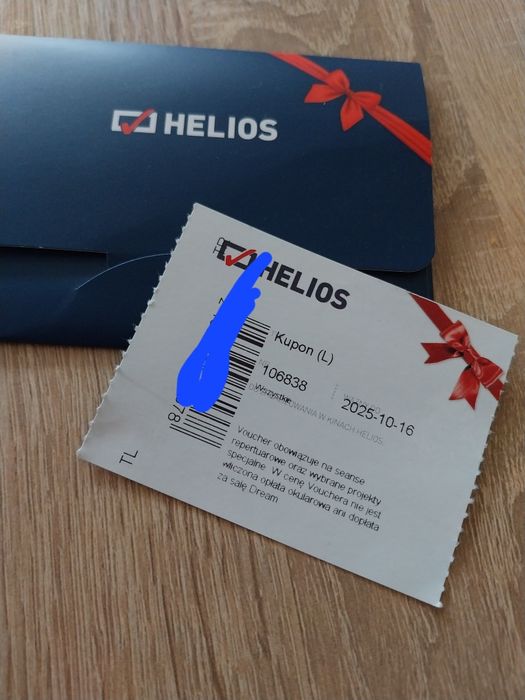 HELIOS
HELIOS
Kupon (L)
106838
2025-10-16
Wszystkie
KINACH HELIOS.
Voucher obowiązuje na seanse
repertuarowe oraz wybrane projekty
specjalne. W cenę Vouchera nie jest
wliczona opłata okularowa ani dopłata
za salę Dream
78
TL